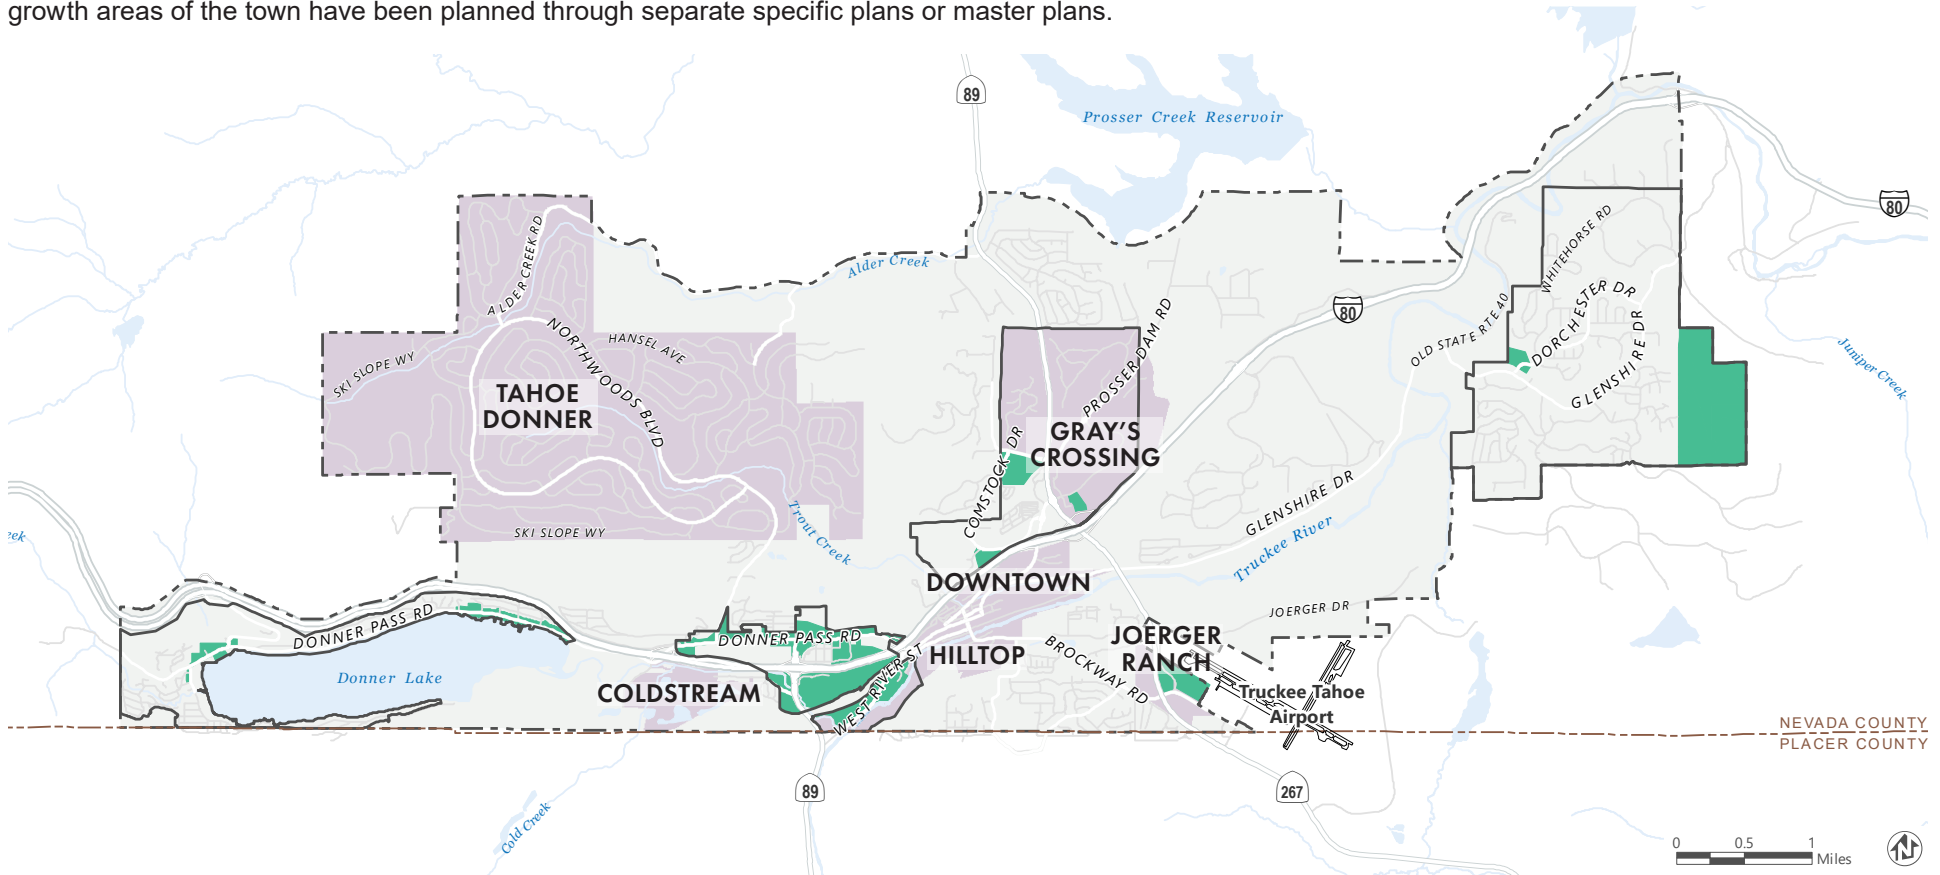 growth areas of the town have been planned through separate specific plans or master plans.
89
Prosser Creek Reservoir
80
ALDER CREEK RD
WHITEHORSE RD
Alder Creek
DORCHESTER DR
80
OLD STATE RTE 40
NORTHWOODS BLVD
HANSEL AVE
PROSSER DAM RD
GLENSHIRE DR
Juniper Creek
SKI SLOPE WY
TAHOE
DONNER
GRAY'S
CROSSING
COMSTOCK DR
GLENSHIRE DR
SKI SLOPE WY
Trout Creek
Truckee River
eek
DOWNTOWN
JOERGER DR
DONNER PASS RD
DONNER PASS RD
JOERGER
RANCH
HILLTOP
BROCKWAY RD
WEST RIVER ST
Donner Lake
COLDSTREAM
Truckee Tahoe
Airport
NEVADA COUNTY
PLACER COUNTY
89
267
Cold Creek
0 0.5 1
Miles
N